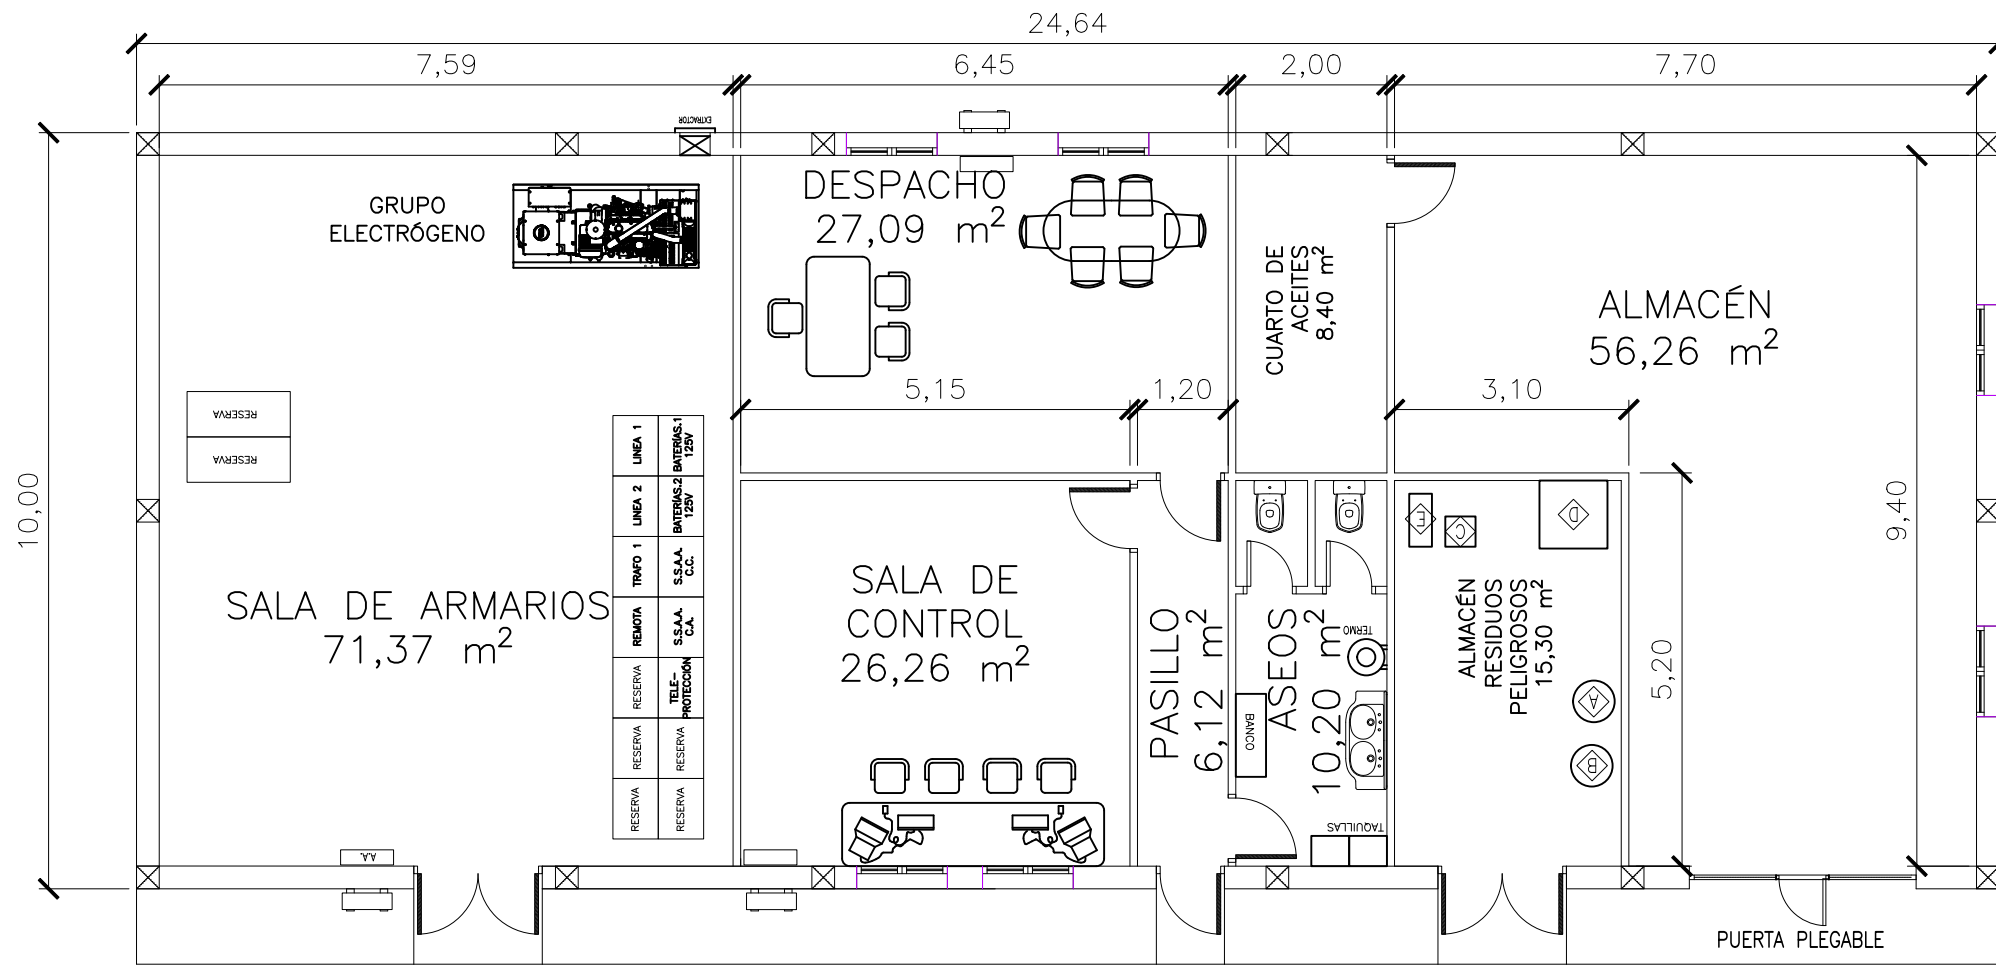 24,64
7,59
6,45
2,00
7,70
EXTRACTOR
GRUPO
ELECTRÓGENO
DESPACHO
27,09 m²
CUARTO DE
ACEITES
8,40 m²
ALMACÉN
56,26 m²
5,15
1,20
3,10
10,00
9,40
5,20
RESERVA
RESERVA
LINEA 1
BATERÍAS.1
125V
LINEA 2
BATERÍAS.2
125V
TRAFO 1
S.S.A.A.
C.C.
REMOTA
S.S.A.A.
C.A.
RESERVA
TELE-
PROTECCIÓN
RESERVA
RESERVA
RESERVA
RESERVA
SALA DE ARMARIOS
71,37 m²
SALA DE
CONTROL
26,26 m²
PASILLO
6,12 m²
ASEOS
10,20 m²
TERMO
BANCO
TAQUILLAS
E
C
D
ALMACÉN
RESIDUOS
PELIGROSOS
15,30 m²
A
B
A.A.
PUERTA PLEGABLE